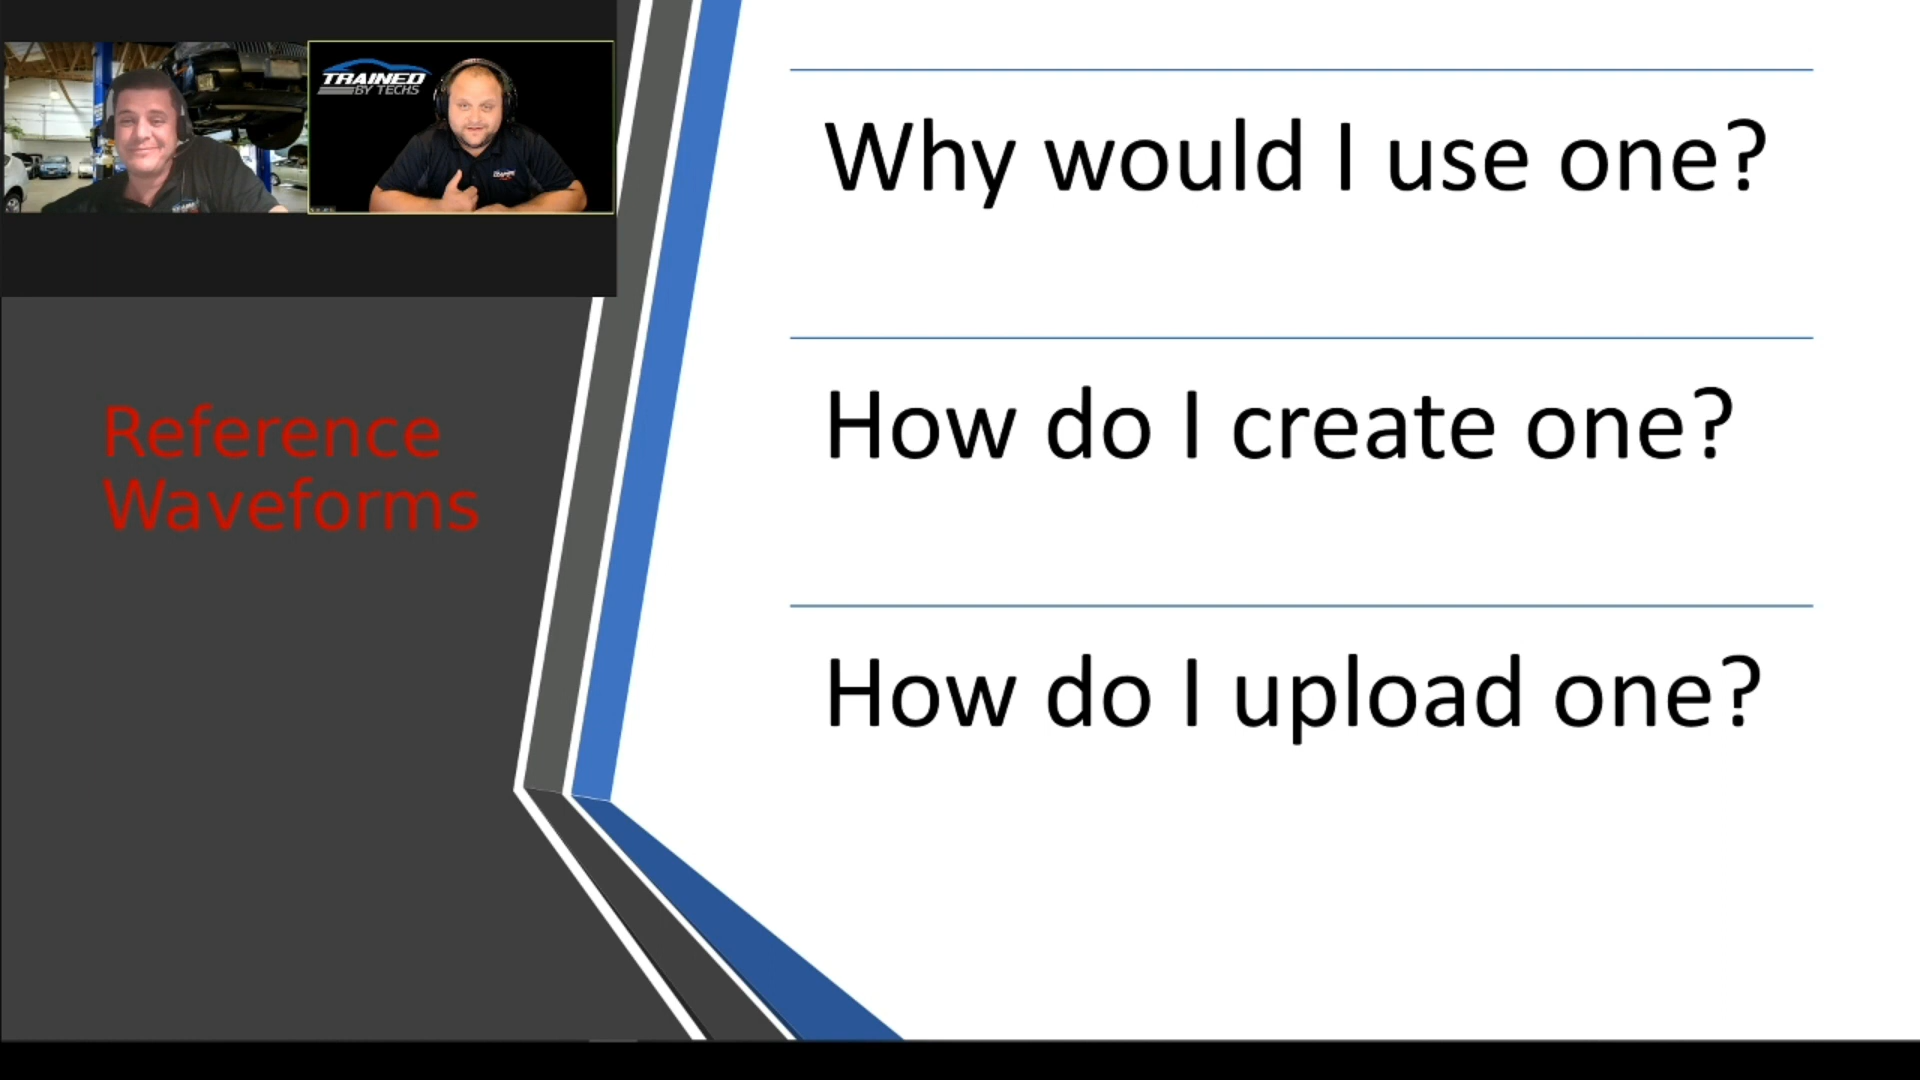 TRAINED
BY TECHS
Reference
Waveforms
Why would I use one?
How do I create one?
How do I upload one?